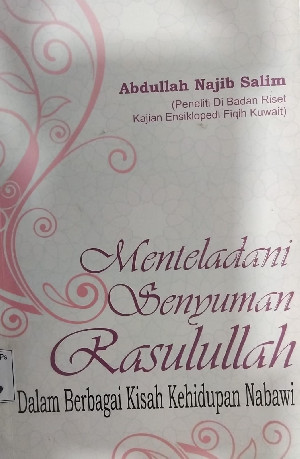 Abdullah Najib Salim
(Peneliti Di Badan Riset
Kajian Ensiklopedi Fiqih Kuwait)
Menteladani
Senyuman
Rasulullah
Dalam Berbagai Kisah Kehidupan Nabawi